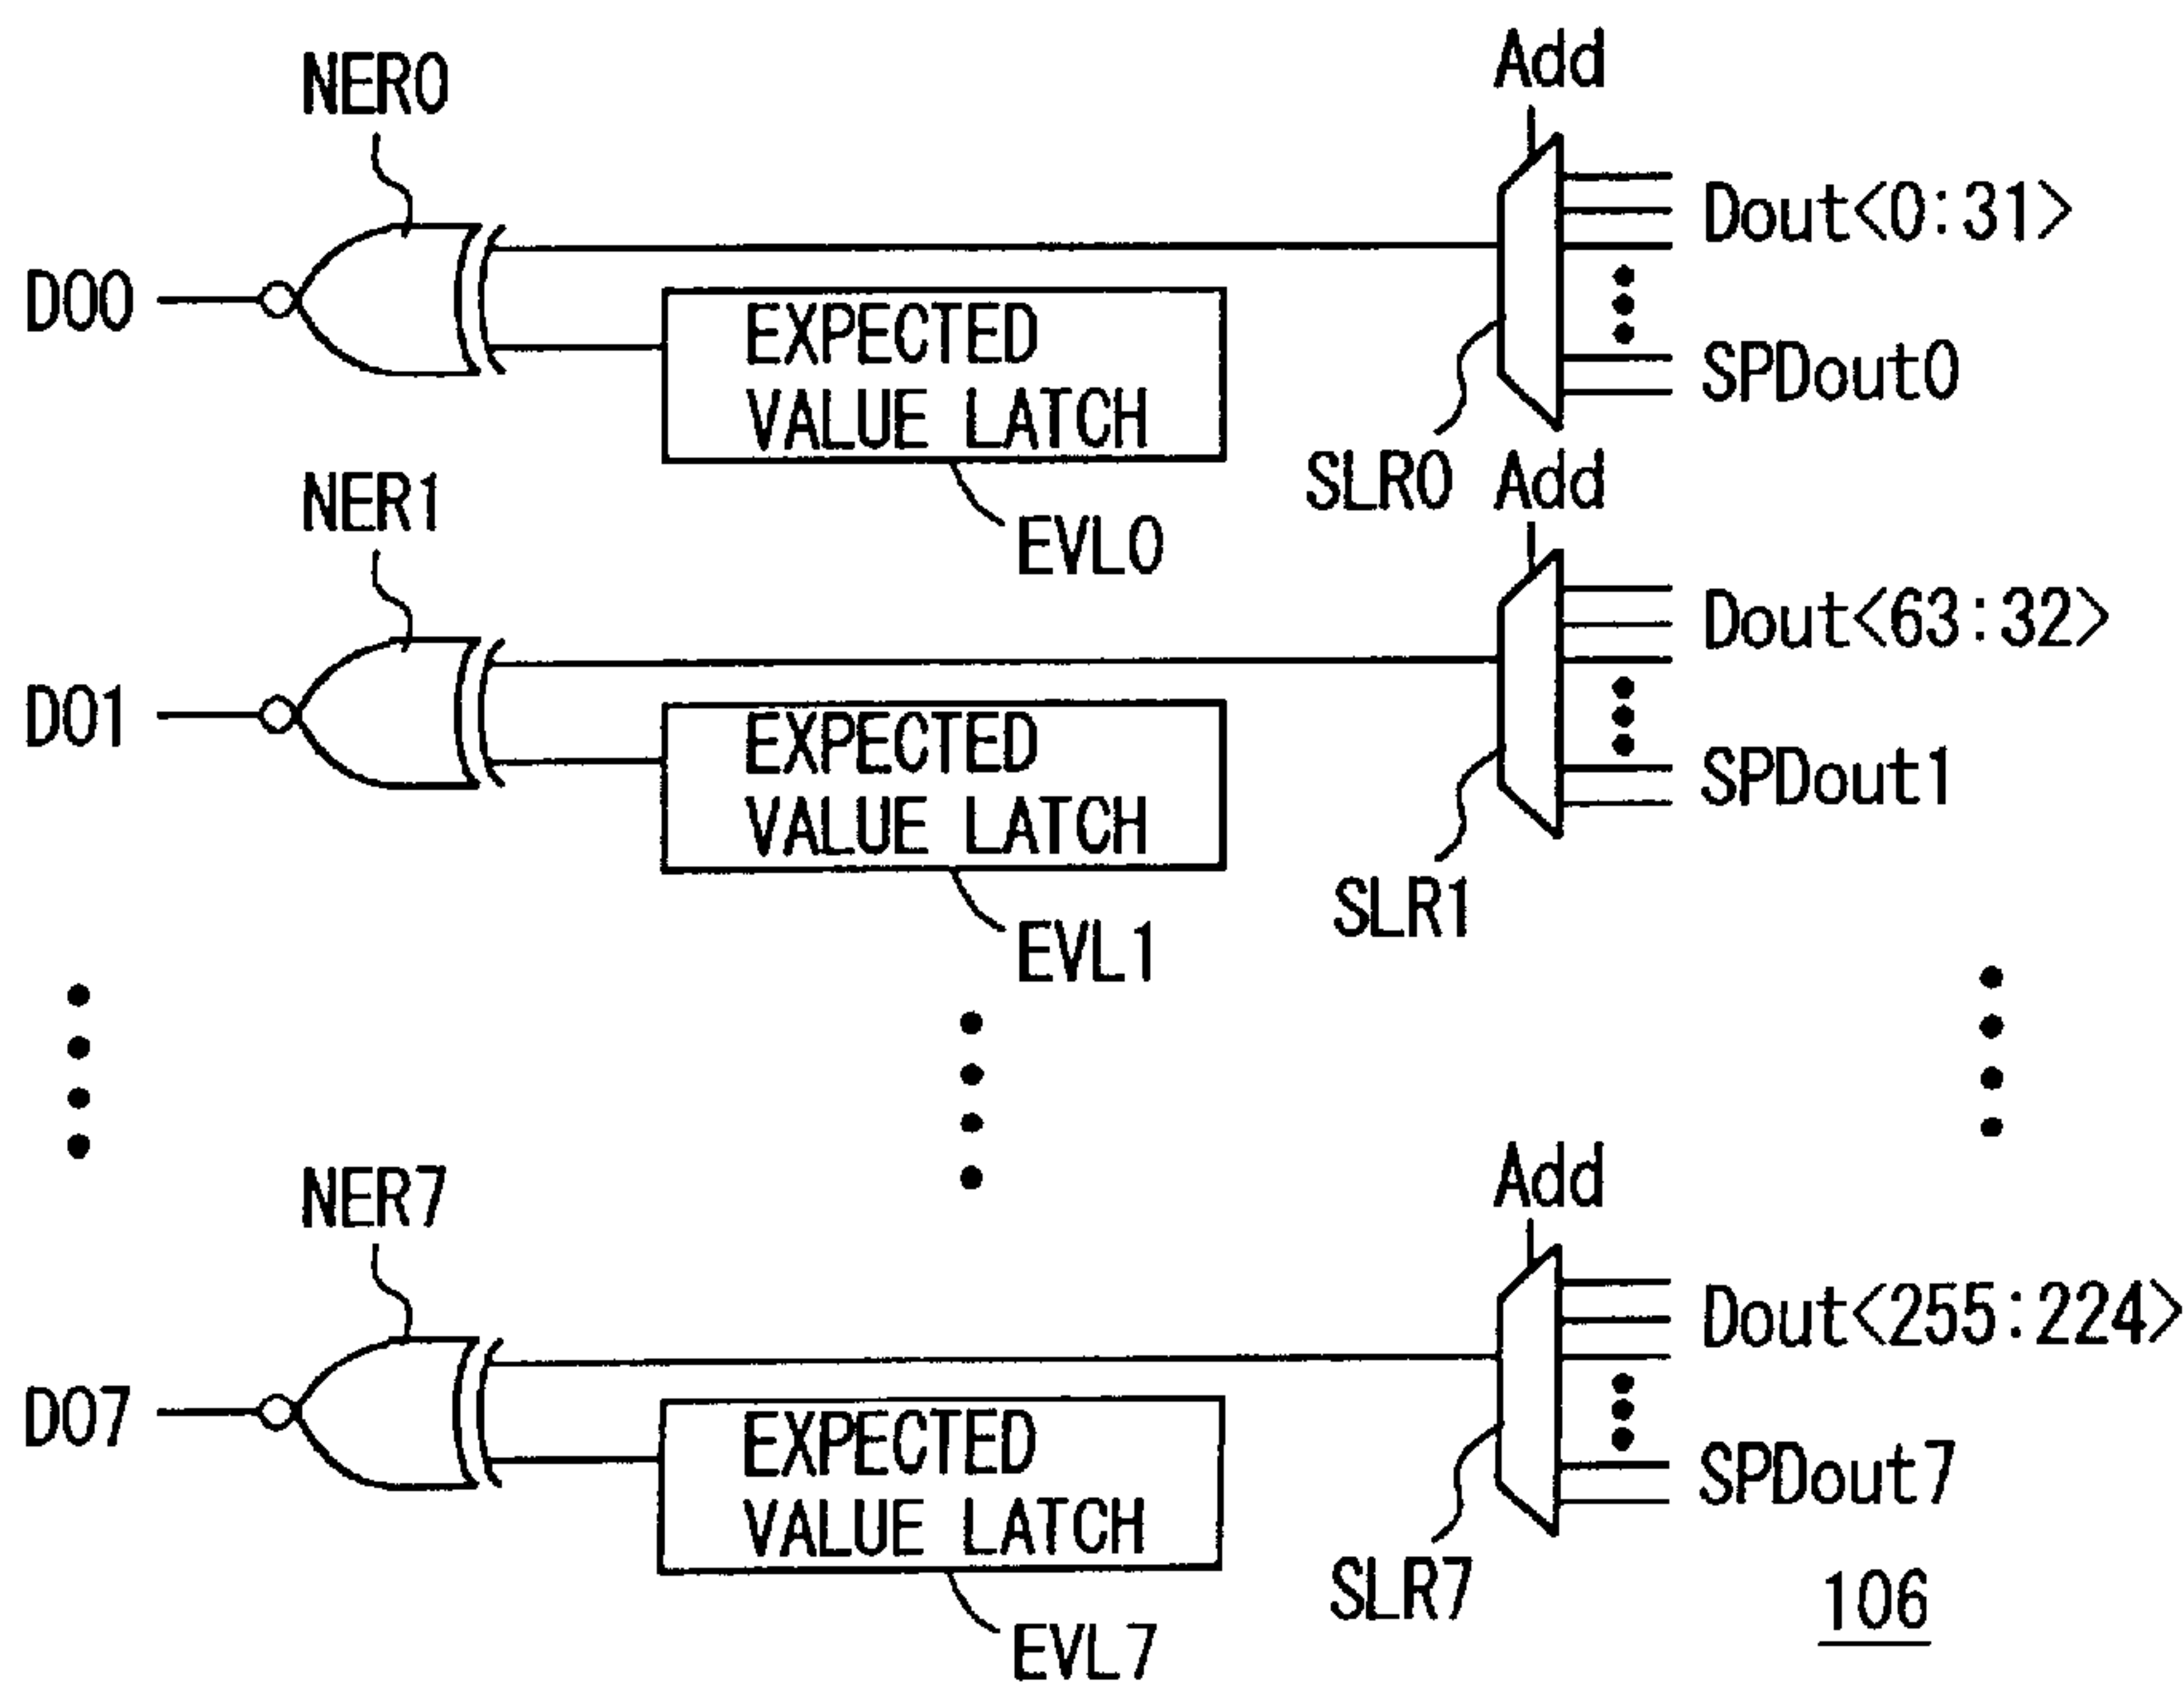 NER0
Add
Dout<0:31>
DO0
EXPECTED
VALUE LATCH
SPDout0
SLR0
Add
NER1
EVL0
Dout<63:32>
DO1
EXPECTED
VALUE LATCH
SPDout1
SLR1
EVL1
NER7
Add
Dout<255:224>
DO7
EXPECTED
VALUE LATCH
SPDout7
SLR7
106
EVL7